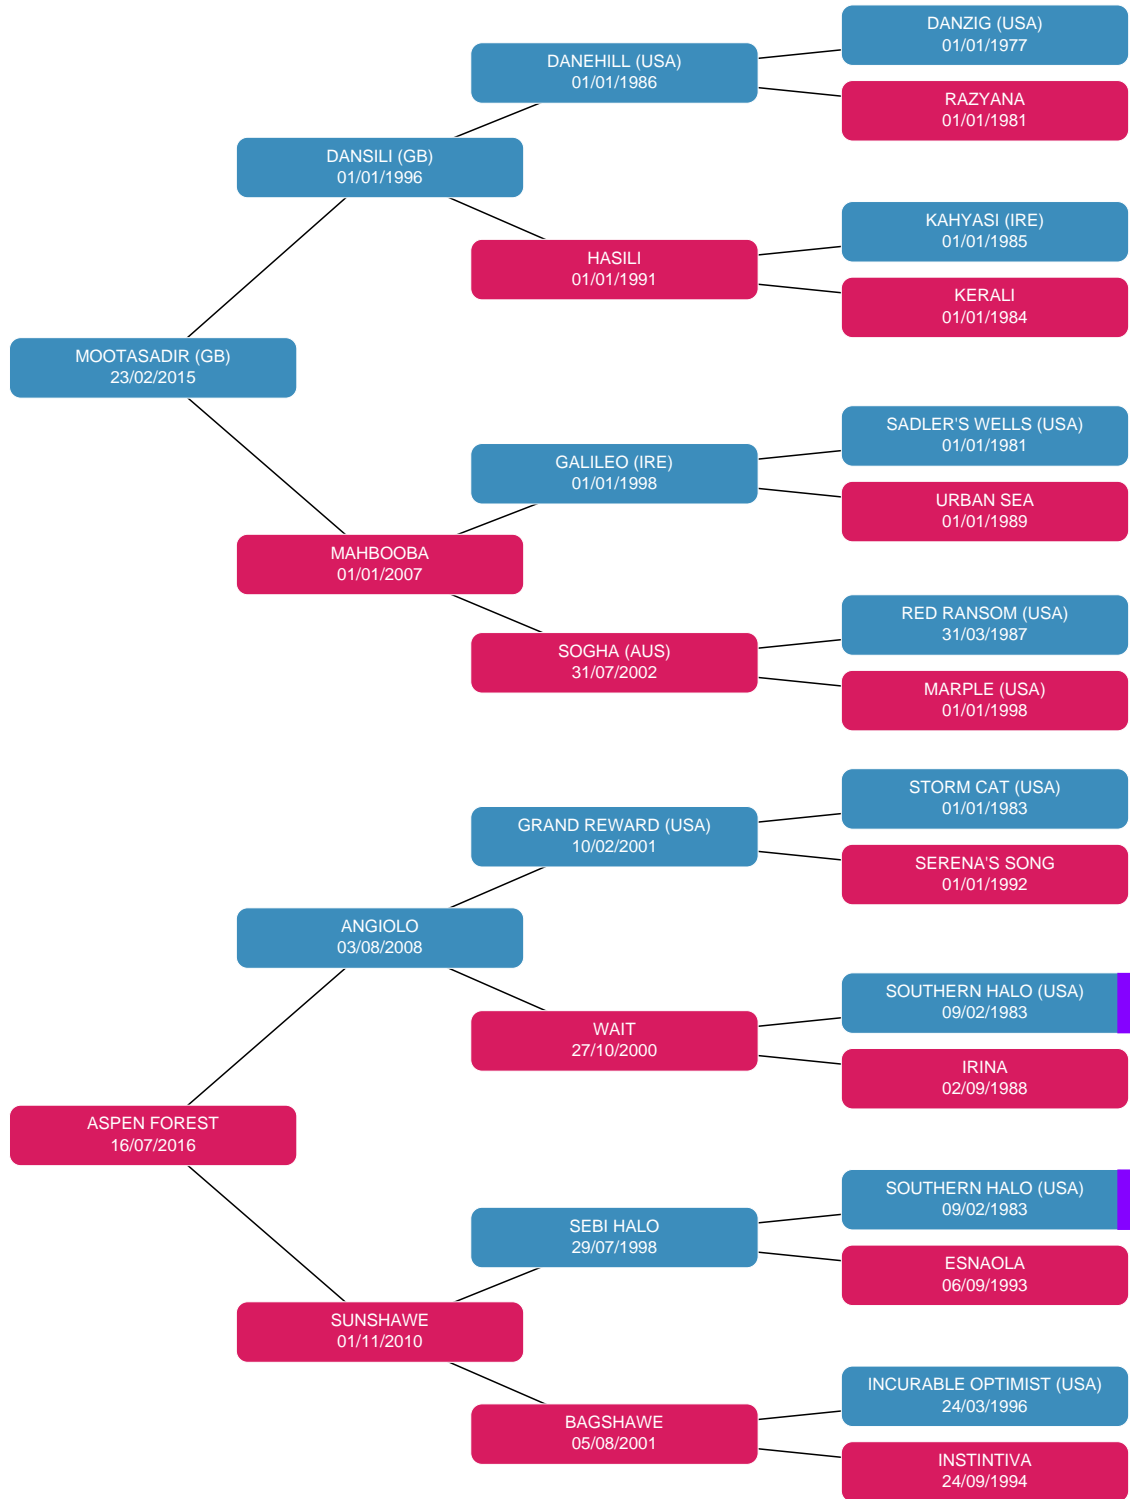 DANZIG (USA)
01/01/1977
DANEHILL (USA)
01/01/1986
RAZYANA
01/01/1981
DANSILI (GB)
01/01/1996
KAHYASI (IRE)
01/01/1985
HASILI
01/01/1991
KERALI
01/01/1984
MOOTASADIR (GB)
23/02/2015
SADLER'S WELLS (USA)
01/01/1981
GALILEO (IRE)
01/01/1998
URBAN SEA
01/01/1989
MAHBOOBA
01/01/2007
RED RANSOM (USA)
31/03/1987
SOGHA (AUS)
31/07/2002
MARPLE (USA)
01/01/1998
STORM CAT (USA)
01/01/1983
GRAND REWARD (USA)
10/02/2001
SERENA'S SONG
01/01/1992
ANGIOLO
03/08/2008
SOUTHERN HALO (USA)
09/02/1983
WAIT
27/10/2000
IRINA
02/09/1988
ASPEN FOREST
16/07/2016
SOUTHERN HALO (USA)
09/02/1983
SEBI HALO
29/07/1998
ESNAOLA
06/09/1993
SUNSHAWE
01/11/2010
INCURABLE OPTIMIST (USA)
24/03/1996
BAGSHAWE
05/08/2001
INSTINTIVA
24/09/1994